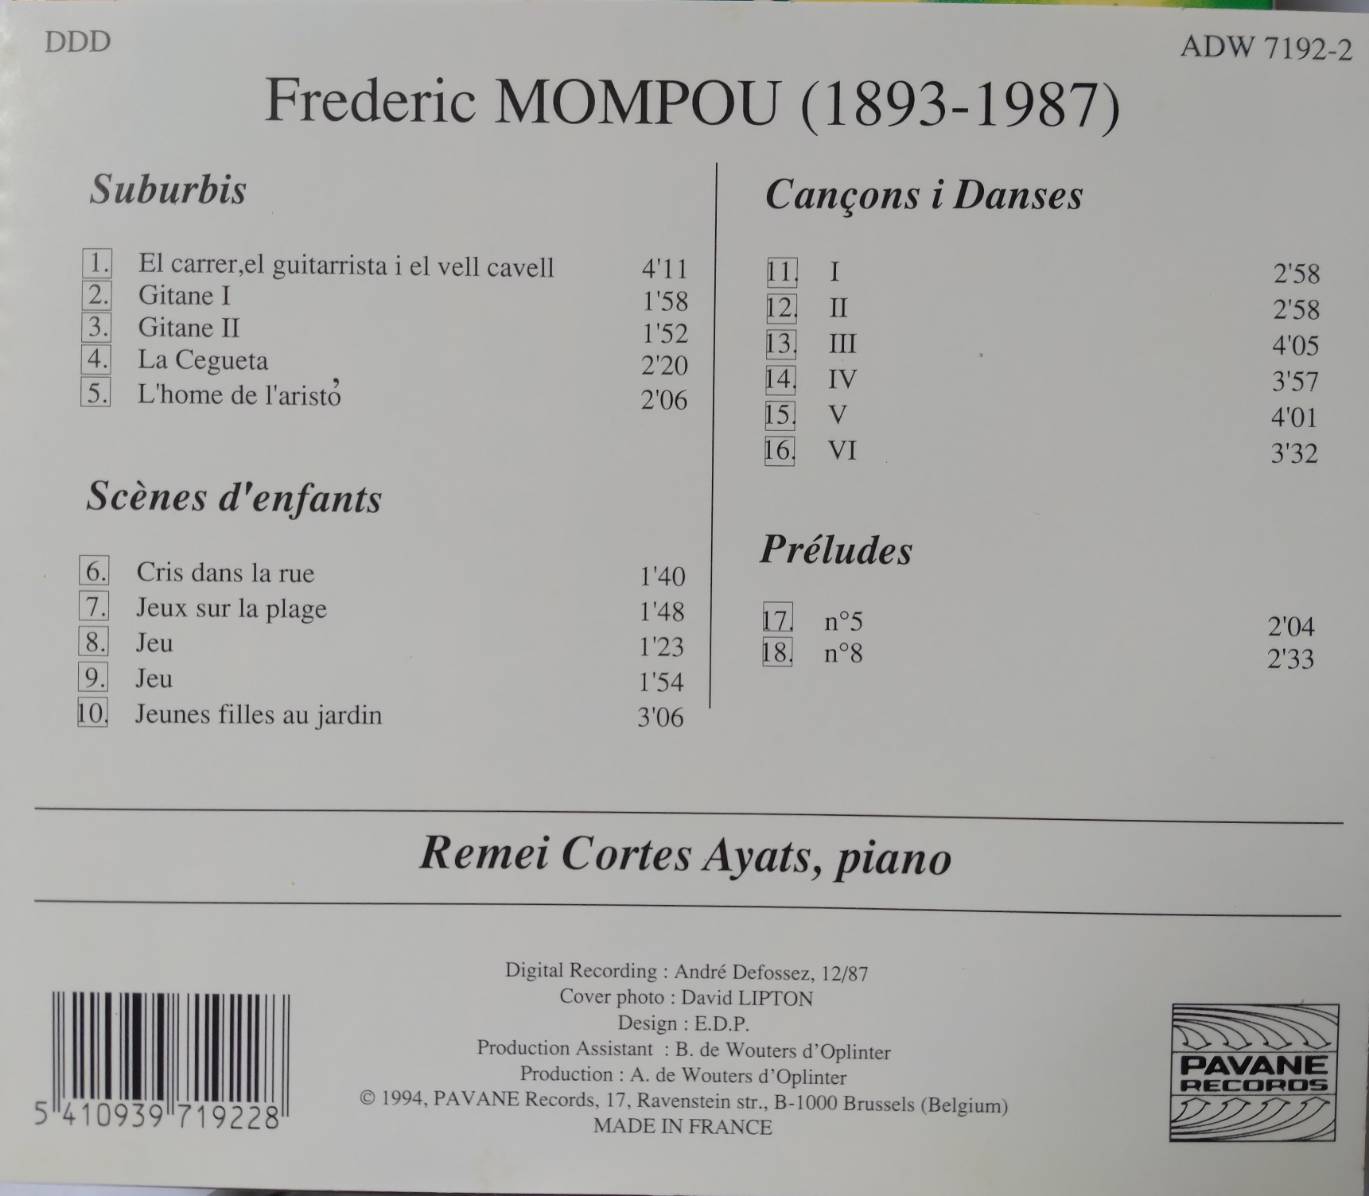 DDD
ADW 7192-2
Frederic MOMPOU (1893-1987)
Suburbis
1. El carrer,el guitarrista i el vell cavell 4'11
2. Gitane I 1'58
3. Gitane II 1'52
4. La Cegueta 2'20
5. L'home de l'aristó 2'06
Scènes d'enfants
6. Cris dans la rue 1'40
7. Jeux sur la plage 1'48
8. Jeu 1'23
9. Jeu 1'54
10. Jeunes filles au jardin 3'06
Cançons i Danses
11. I 2'58
12. II 2'58
13. III 4'05
14. IV 3'57
15. V 4'01
16. VI 3'32
Préludes
17. n°5 2'04
18. n°8 2'33
Remei Cortes Ayats, piano
Digital Recording : André Defossez, 12/87
Cover photo : David LIPTON
Design : E.D.P.
Production Assistant : B. de Wouters d’Oplinter
Production : A. de Wouters d’Oplinter
© 1994, PAVANE Records, 17, Ravenstein str., B-1000 Brussels (Belgium)
MADE IN FRANCE
5 410939 719228
PAVANE
RECORDS